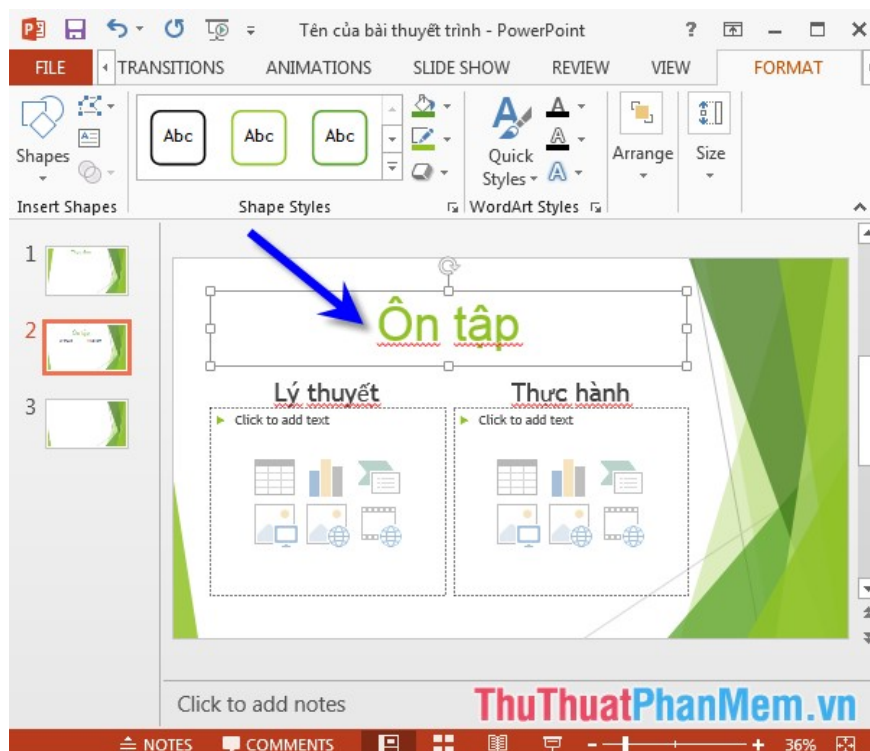 Tên của bài thuyết trình - PowerPoint
FILE TRANSITIONS ANIMATIONS SLIDE SHOW REVIEW VIEW FORMAT
Abc Abc Abc
Shapes Quick Styles Arrange Size
Insert Shapes Shape Styles WordArt Styles
1
2
3
Ôn tập
Lý thuyết Thực hành
Click to add text Click to add text
Click to add notes
ThuThuatPhanMem.vn
NOTES COMMENTS 36%